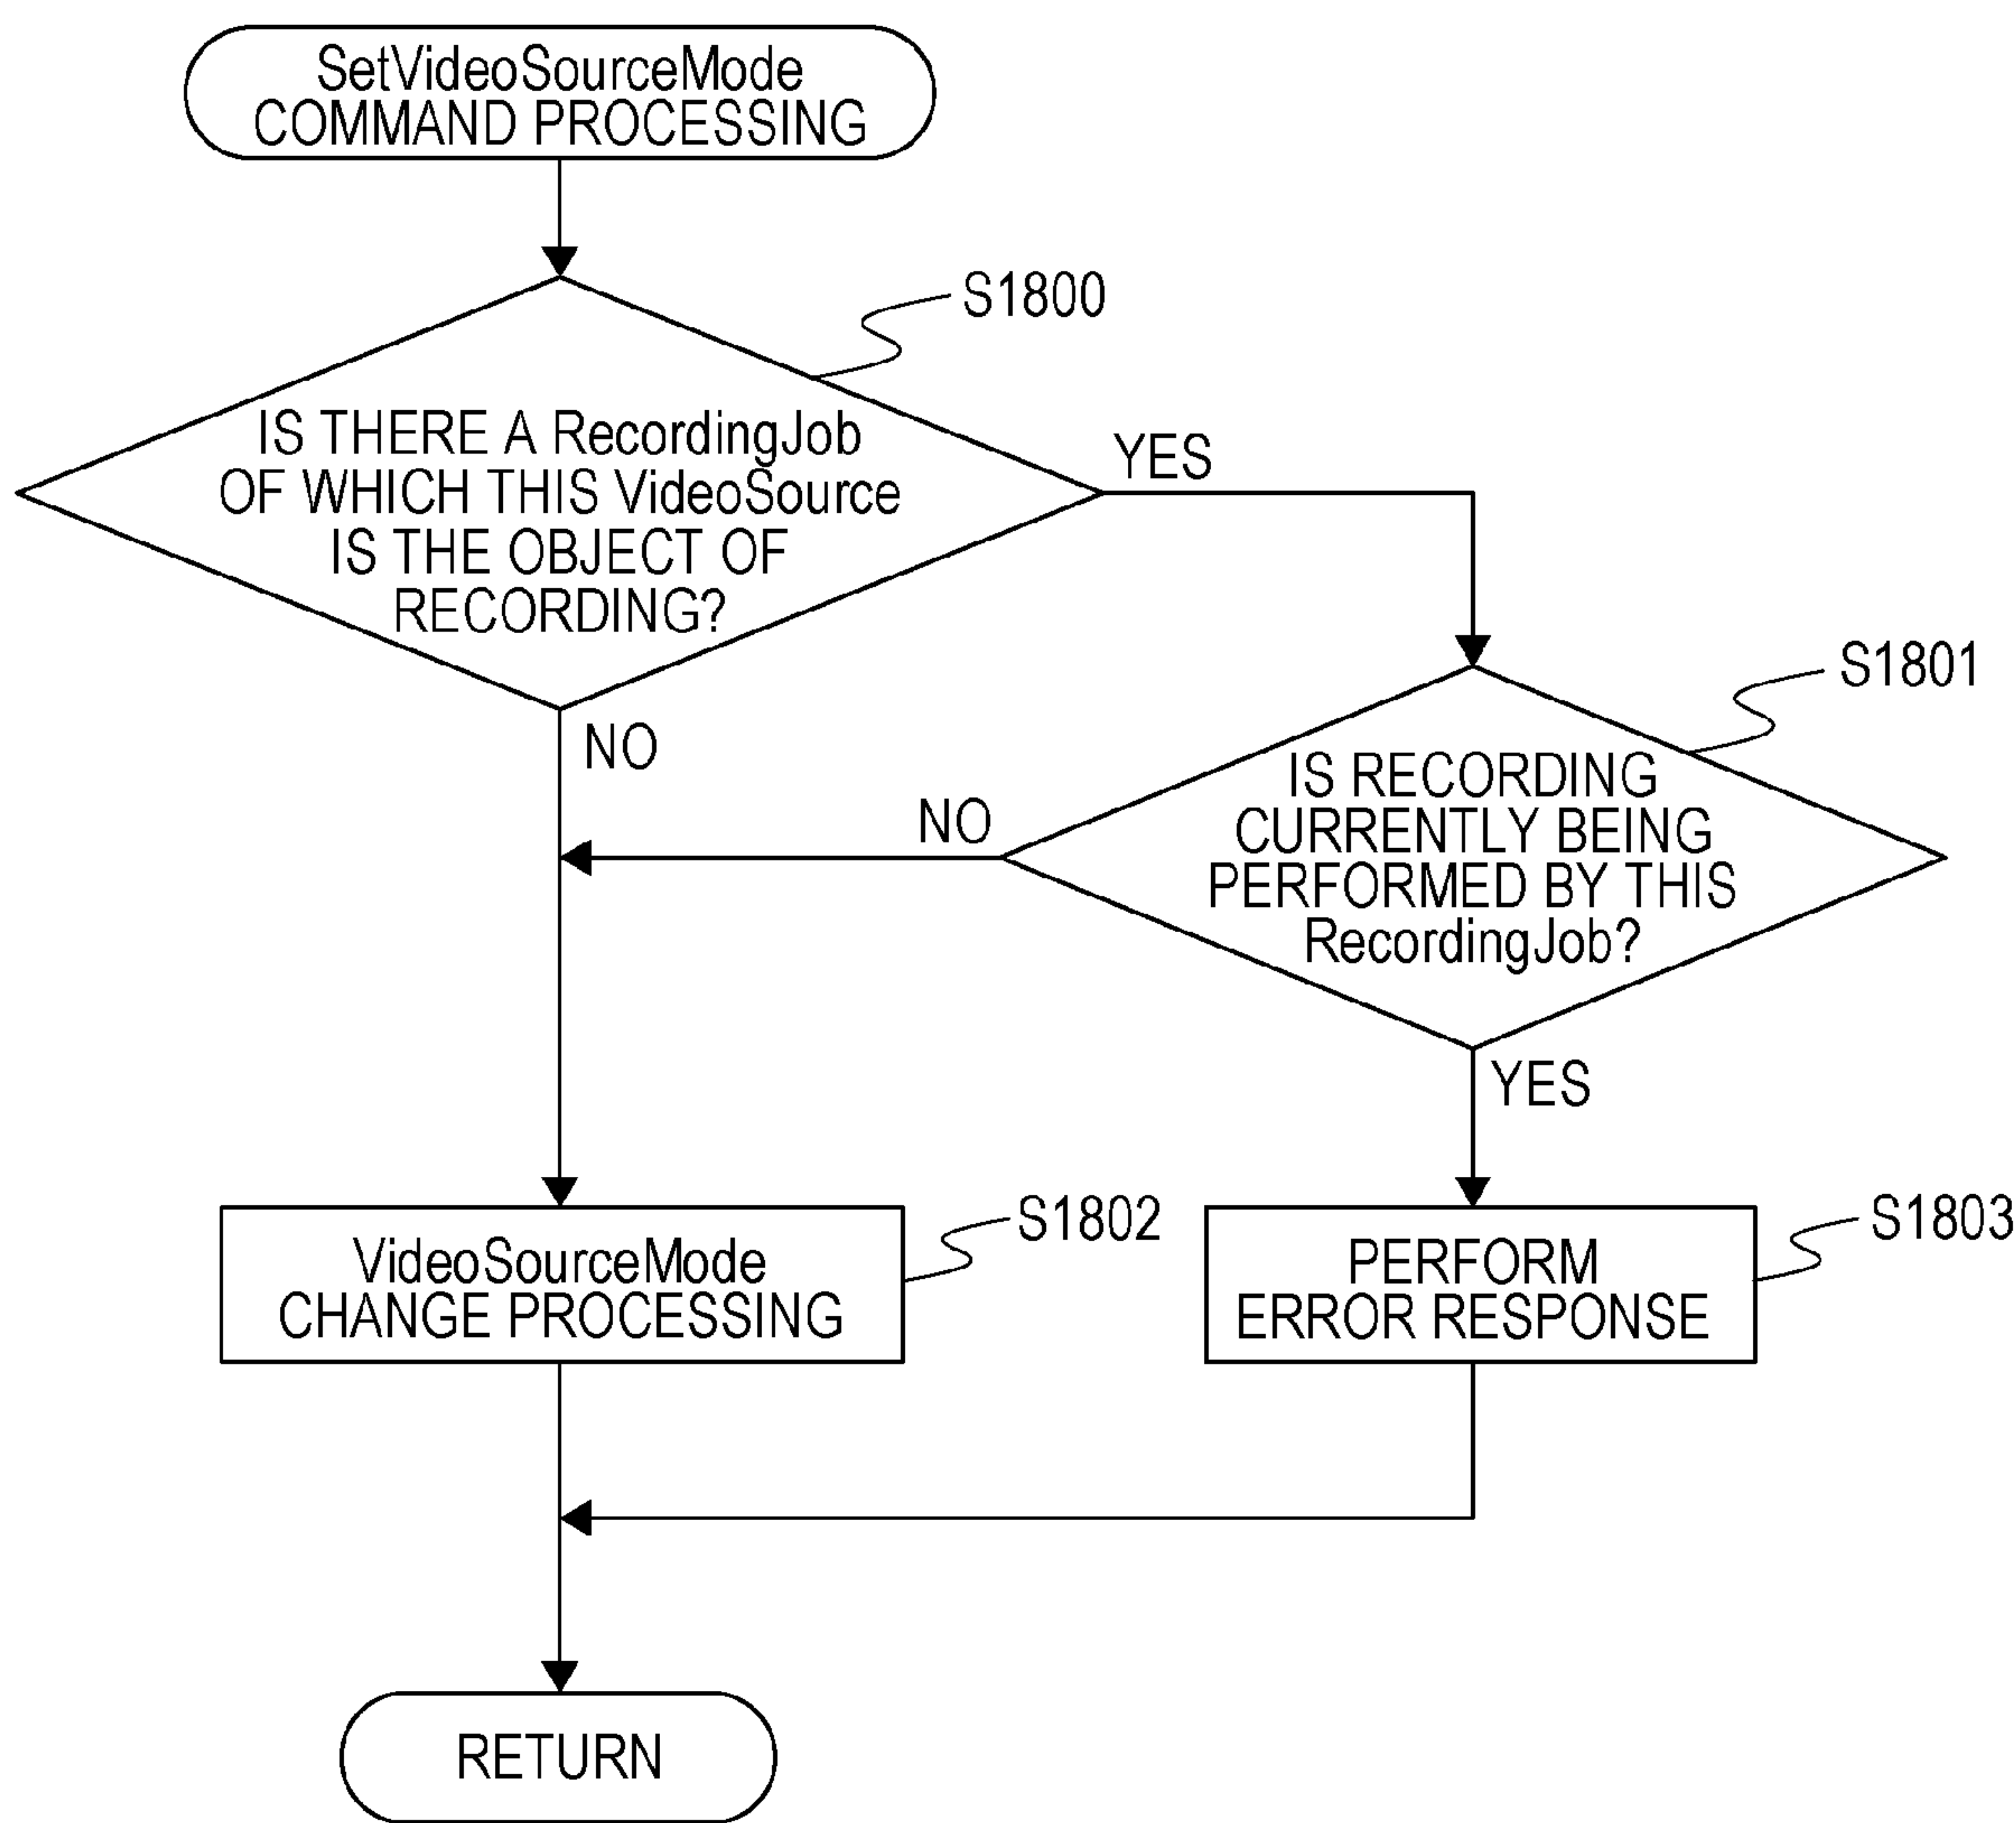 SetVideoSourceMode
COMMAND PROCESSING
S1800
IS THERE A RecordingJob
OF WHICH THIS VideoSource
IS THE OBJECT OF
RECORDING?
YES
NO
S1801
IS RECORDING
CURRENTLY BEING
PERFORMED BY THIS
RecordingJob?
NO
YES
VideoSourceMode
CHANGE PROCESSING
S1802
PERFORM
ERROR RESPONSE
S1803
RETURN